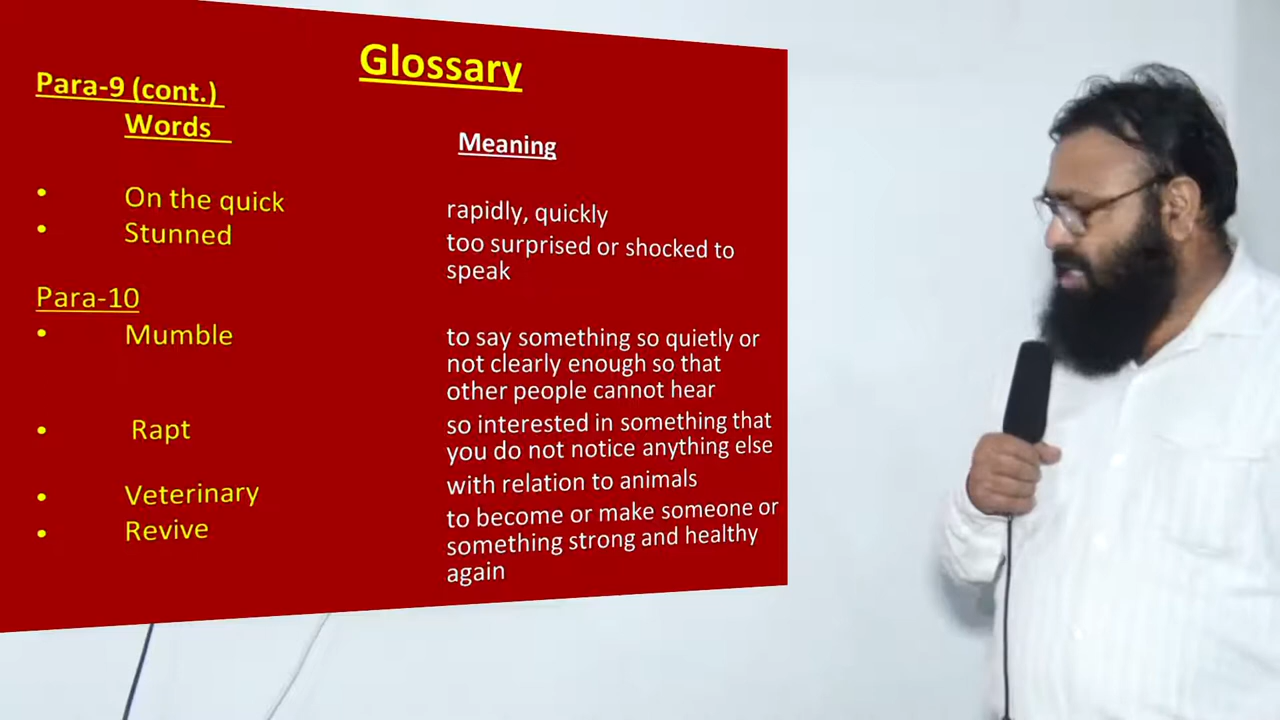 Glossary
Para-9 (cont.)
Words
Meaning
• On the quick
rapidly, quickly
• Stunned
too surprised or shocked to
speak
Para-10
• Mumble
to say something so quietly or
not clearly enough so that
other people cannot hear
• Rapt
so interested in something that
you do not notice anything else
• Veterinary
with relation to animals
• Revive
to become or make someone or
something strong and healthy
again